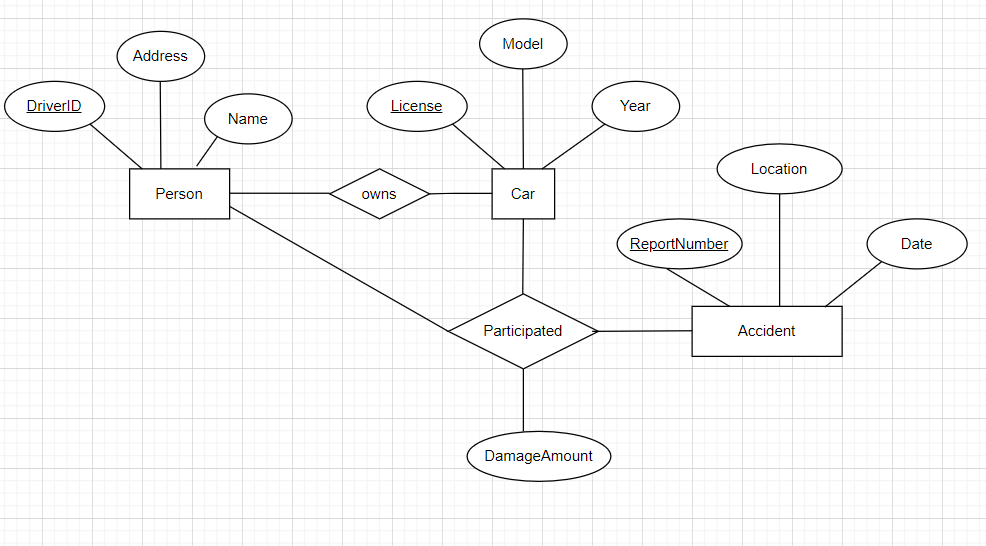 Model
Address
DriverID
License
Year
Name
Location
Person
owns
Car
ReportNumber
Date
Participated
Accident
DamageAmount